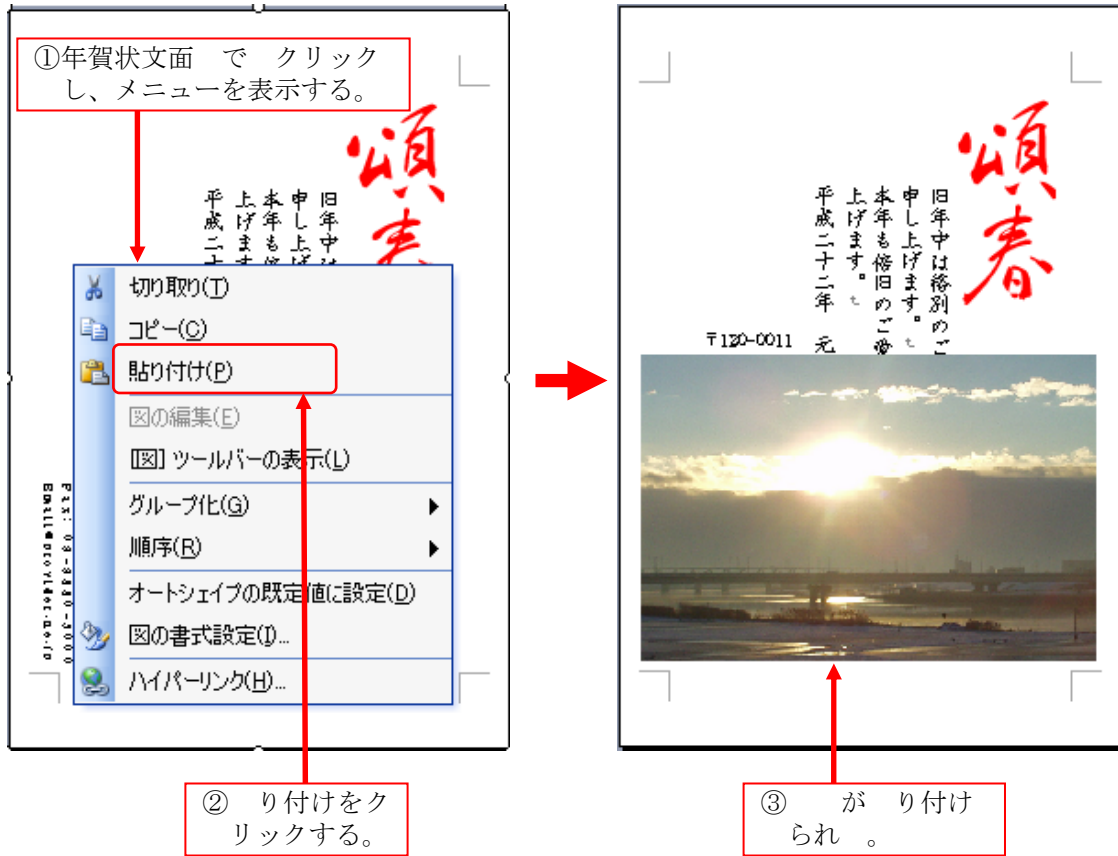 ①年賀状文面 で クリック
し、メニューを表示する。
頌春
旧年中は
申し上げ
本年も倍旧
上げます
平成二十
切り取り(T)
コピー(C)
貼り付け(P)
図の編集(E)
[図] ツールバーの表示(L)
グループ化(G)
順序(R)
オートシェイプの既定値に設定(D)
図の書式設定(I)...
ハイパーリンク(H)...
② り付けをク
リックする。
頌春
旧年中は格別のご
申し上げます。
本年も倍旧のご愛
上げます。
平成二十二年 元
〒120-0011
③ が り付け
られ 。